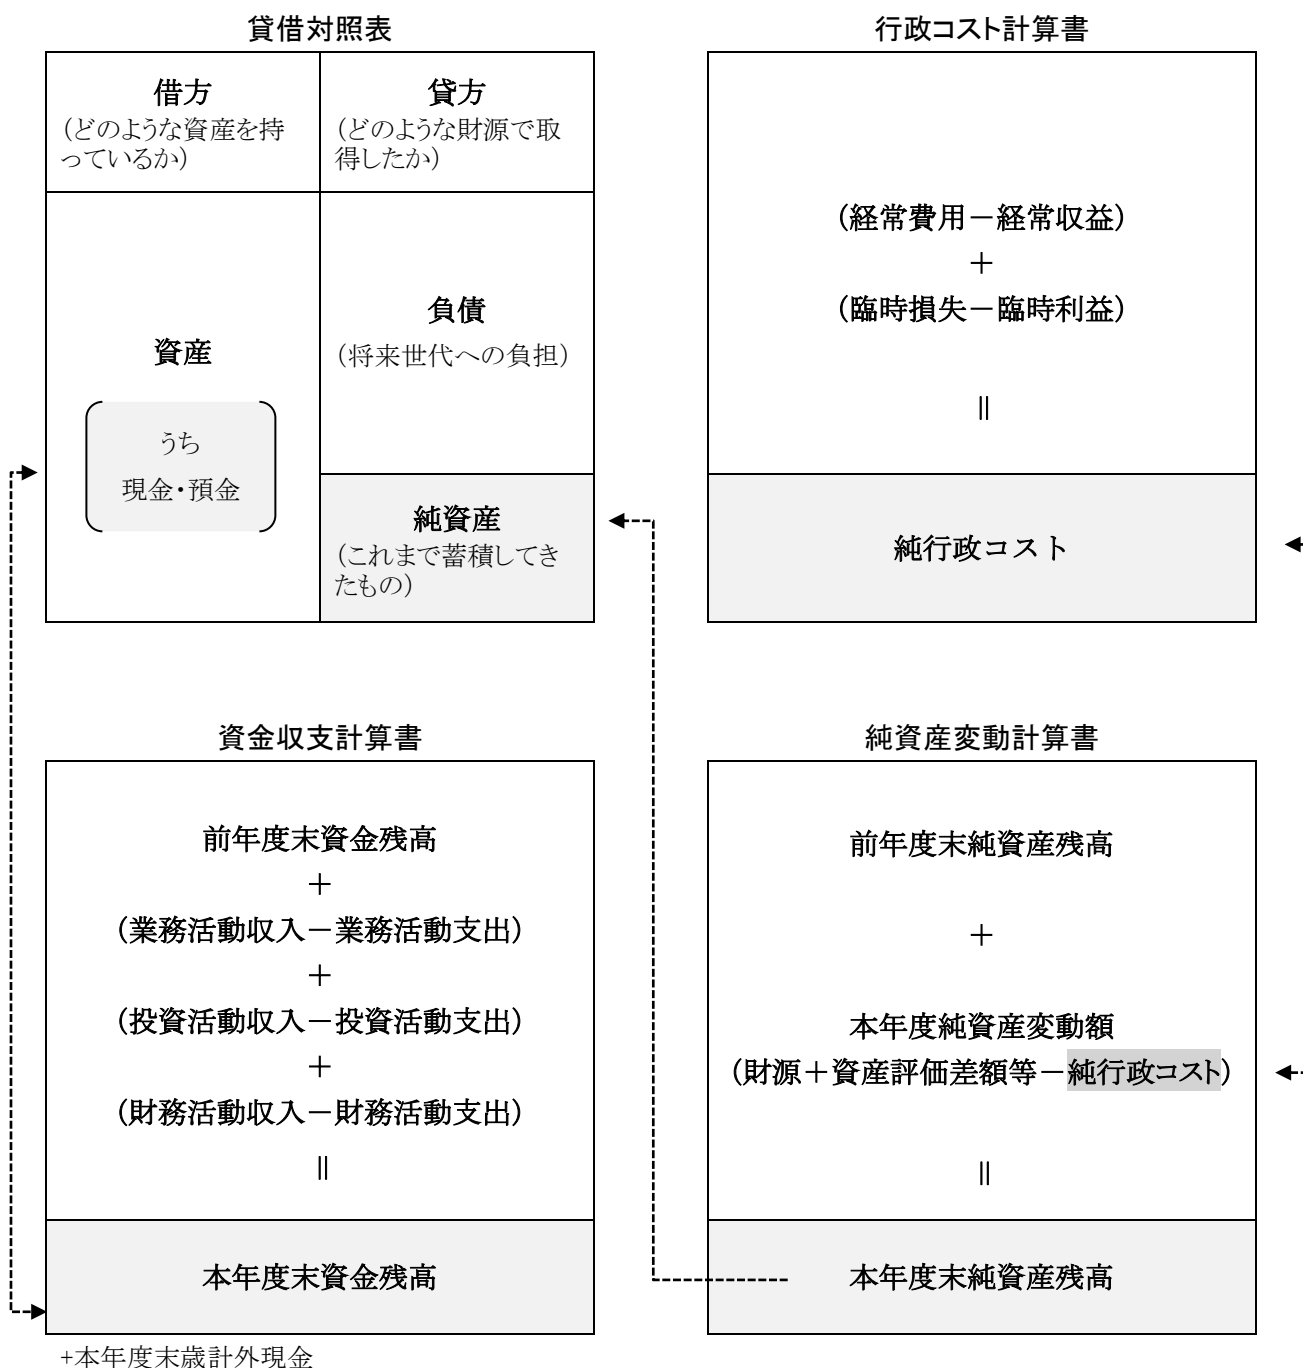 貸借対照表
借方
（どのような資産を持
っているか）
貸方
（どのような財源で取
得したか）
資産
うち
現金・預金
負債
（将来世代への負担）
純資産
（これまで蓄積してき
たもの）
行政コスト計算書
（経常費用－経常収益）
＋
（臨時損失－臨時利益）
＝
純行政コスト
資金収支計算書
前年度末資金残高
＋
（業務活動収入－業務活動支出）
＋
（投資活動収入－投資活動支出）
＋
（財務活動収入－財務活動支出）
＝
本年度末資金残高
+本年度末歳計外現金
純資産変動計算書
前年度末純資産残高
＋
本年度純資産変動額
（財源＋資産評価差額等－純行政コスト）
＝
本年度末純資産残高